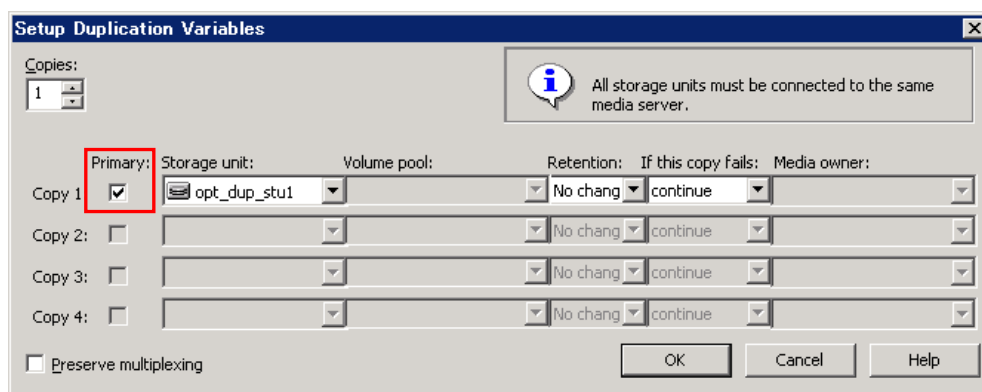 Setup Duplication Variables
Copies:
1
All storage units must be connected to the same
media server.
Primary: Storage unit: Volume pool: Retention: If this copy fails: Media owner:
Copy 1 opt_dup_stu1 No chang continue
Copy 2: No chang continue
Copy 3: No chang continue
Copy 4: No chang continue
Preserve multiplexing OK Cancel Help